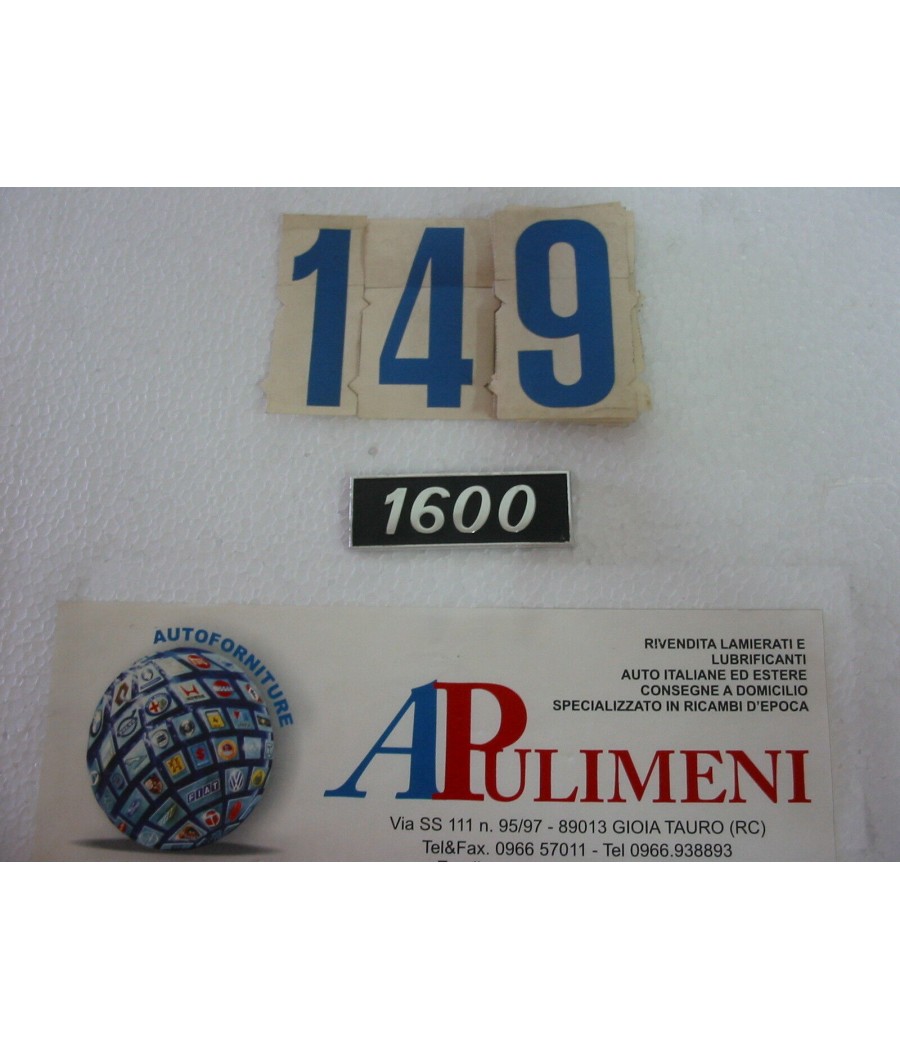 149
1600
AUTOFORNITURE
RIVENDITA LAMIERATI E
LUBRIFICANTI
AUTO ITALIANE ED ESTERE
CONSEGNE A DOMICILIO
SPECIALIZZATO IN RICAMBI D'EPOCA
APULIMENI
Via SS 111 n. 95/97 - 89013 GIOIA TAURO (RC)
Tel&Fax. 0966 57011 - Tel 0966.938893
FIAT